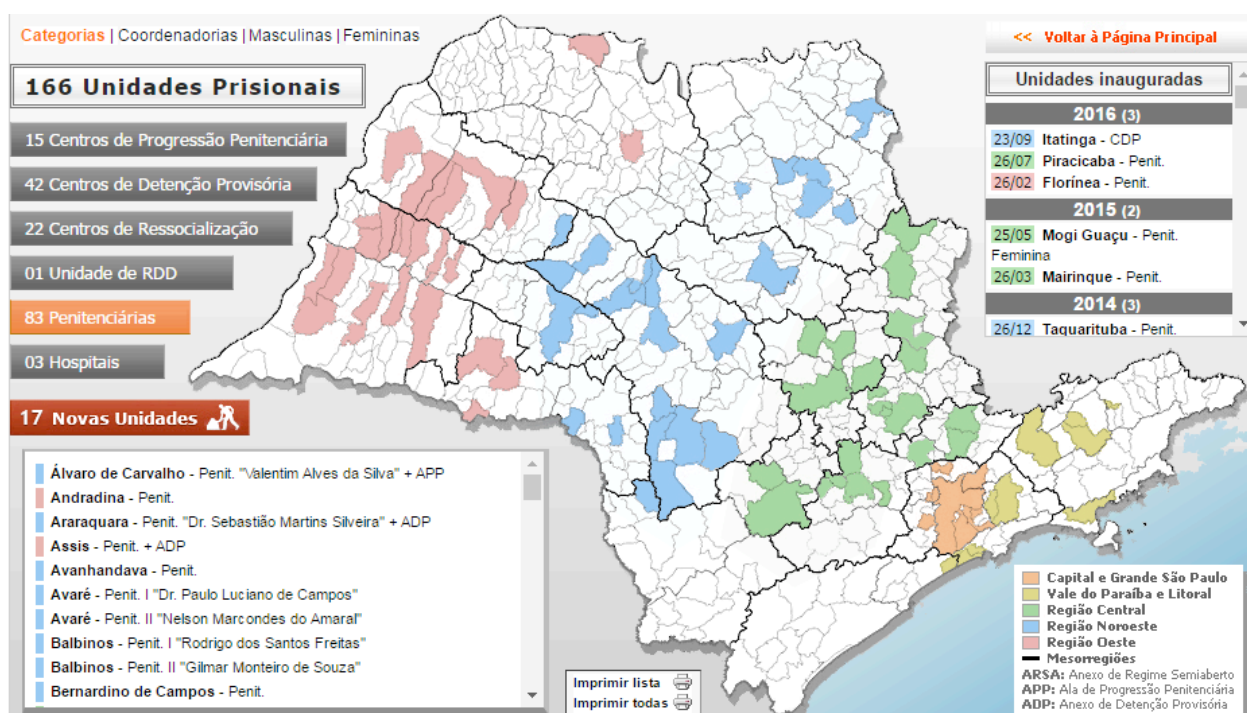 Categorias | Coordenadorias | Masculinas | Femininas
166 Unidades Prisionais
15 Centros de Progressão Penitenciária
42 Centros de Detenção Provisória
22 Centros de Ressocialização
01 Unidade de RDD
83 Penitenciárias
03 Hospitais
17 Novas Unidades
Álvaro de Carvalho - Penit. "Valentim Alves da Silva" + APP
Andradina - Penit.
Araraquara - Penit. "Dr. Sebastião Martins Silveira" + ADP
Assis - Penit. + ADP
Avanhandava - Penit.
Avaré - Penit. I "Dr. Paulo Luciano de Campos"
Avaré - Penit. II "Nelson Marcondes do Amaral"
Balbinos - Penit. I "Rodrigo dos Santos Freitas"
Balbinos - Penit. II "Gilmar Monteiro de Souza"
Bernardino de Campos - Penit.
Imprimir lista
Imprimir todas
<< Voltar à Página Principal
Unidades inauguradas
2016 (3)
23/09 Itatinga - CDP
26/07 Piracicaba - Penit.
26/02 Florínea - Penit.
2015 (2)
25/05 Mogi Guaçu - Penit.
Feminina
26/03 Mairinque - Penit.
2014 (3)
26/12 Taquarituba - Penit.
Capital e Grande São Paulo
Vale do Paraíba e Litoral
Região Central
Região Noroeste
Região Oeste
Mesorregiões
ARSA: Anexo de Regime Semiaberto
APP: Ala de Progressão Penitenciária
ADP: Anexo de Detenção Provisória